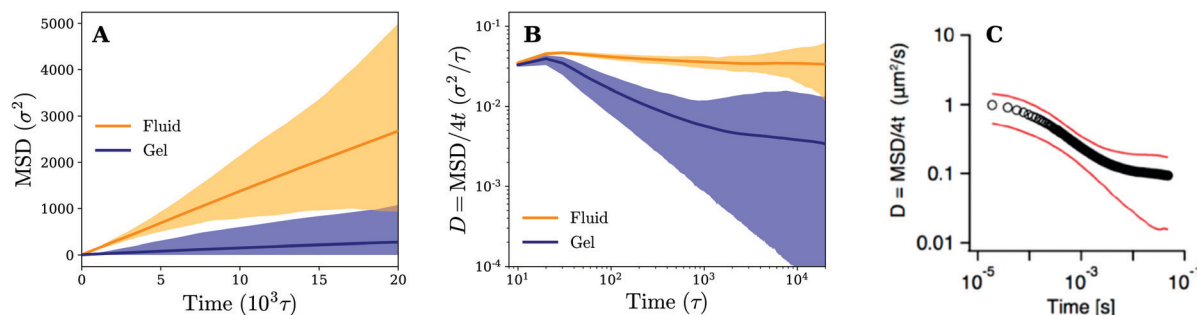 A
MSD (σ²)
5000
4000
3000
2000
1000
0
Fluid
Gel
0
5
10
15
20
Time (10³τ)
B
D = MSD/4t (σ²/τ)
10⁻¹
10⁻²
10⁻³
10⁻⁴
Fluid
Gel
10¹
10²
10³
10⁴
Time (τ)
C
D = MSD/4t (μm²/s)
1
0.1
0.01
10⁻⁵
10⁻³
10⁻¹
Time [s]